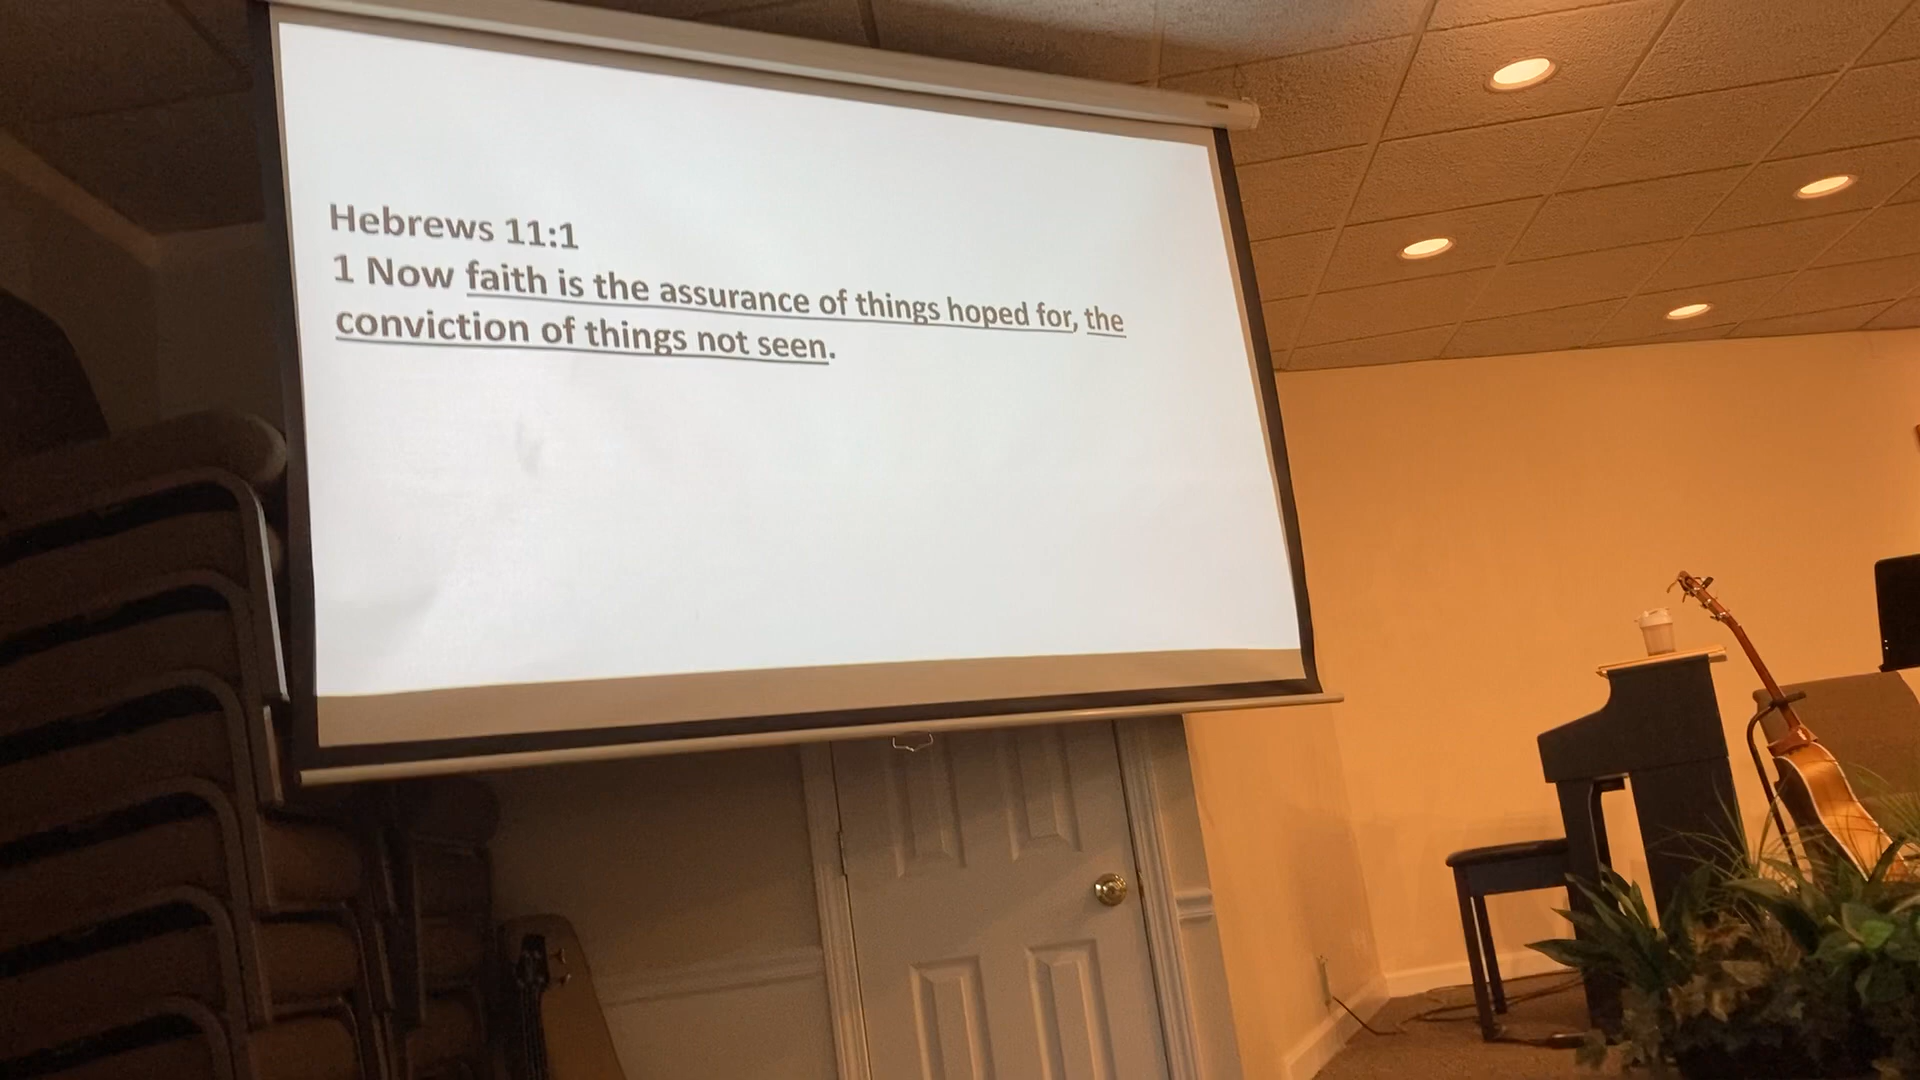 Hebrews 11:1
1 Now faith is the assurance of things hoped for, the
conviction of things not seen.